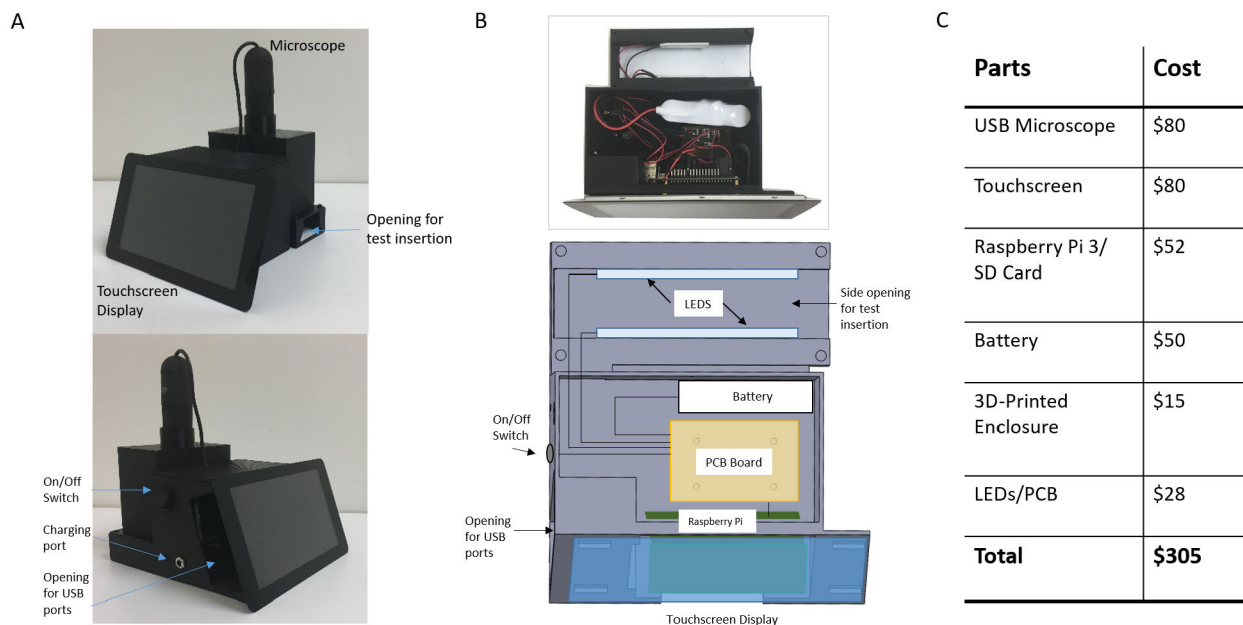 A
Microscope
Opening for
test insertion
Touchscreen
Display
On/Off
Switch
Charging
port
Opening
for USB
ports
B
LEDS
Side opening
for test
insertion
Battery
On/Off
Switch
PCB Board
Raspberry Pi
Opening
for USB
ports
Touchscreen Display
C
Parts Cost
USB Microscope $80
Touchscreen $80
Raspberry Pi 3/ $52
SD Card
Battery $50
3D-Printed $15
Enclosure
LEDs/PCB $28
Total $305